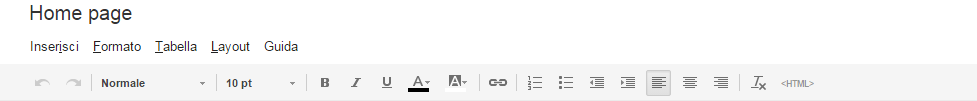 Home page
Inserisci Formato Tabella Layout Guida
Normale 10 pt B I U A A <HTML>